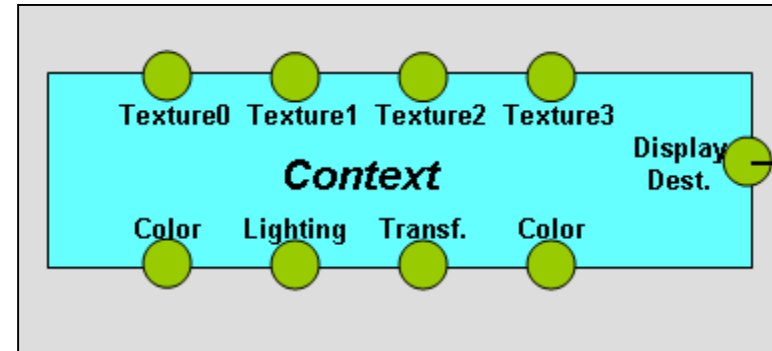 Texture0 Texture1 Texture2 Texture3
Display
Dest.
Context
Color Lighting Transf. Color